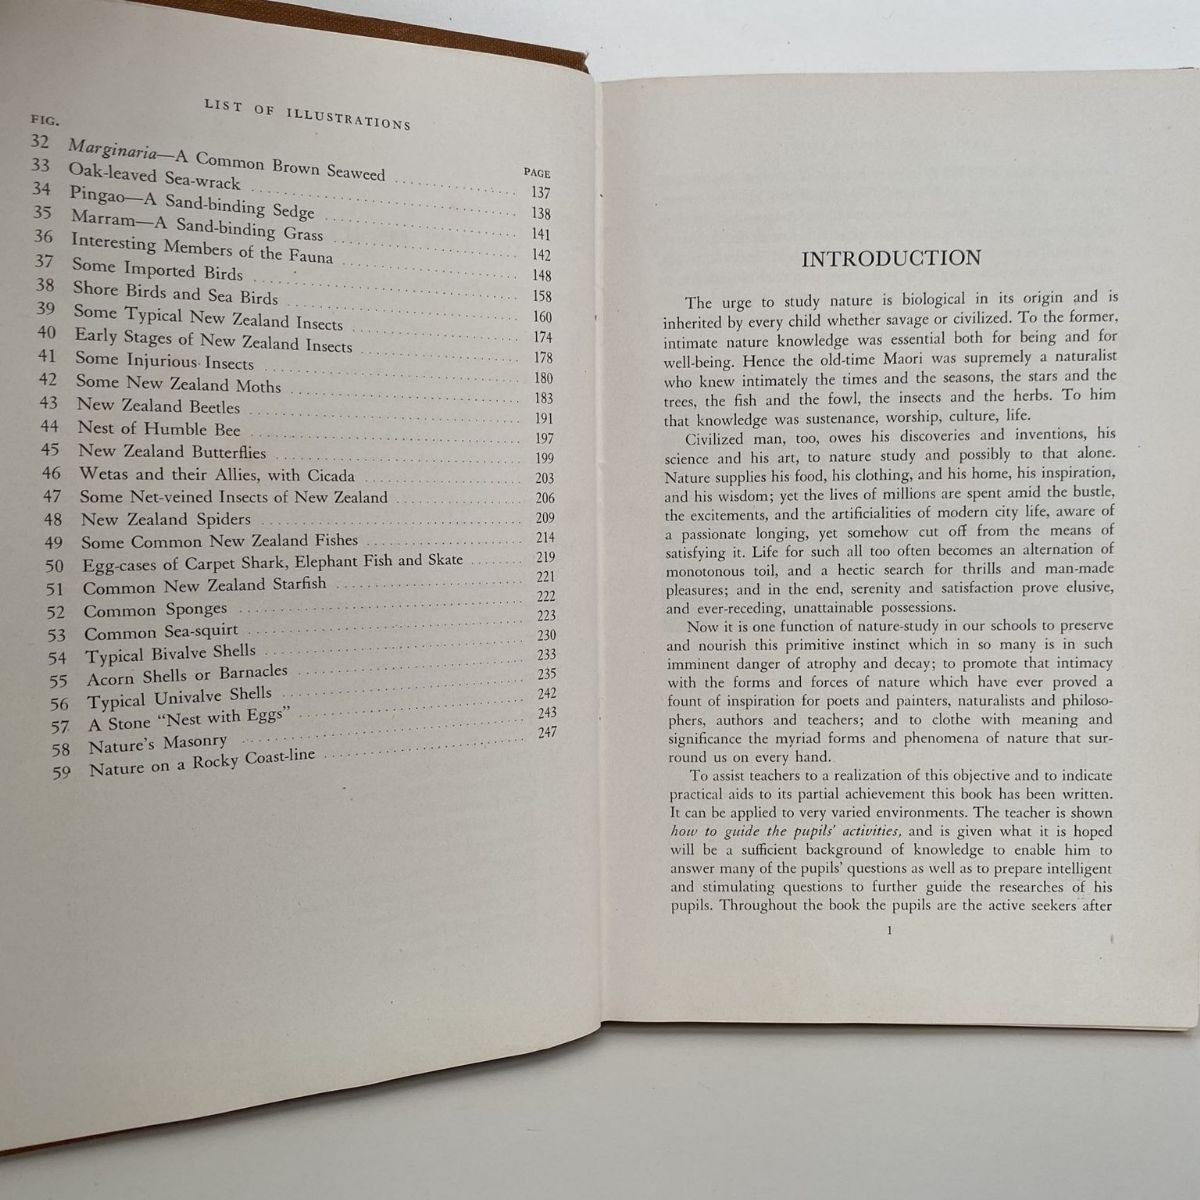 LIST OF ILLUSTRATIONS
FIG. PAGE
32 Marginaria—A Common Brown Seaweed 137
33 Oak-leaved Sea-wrack 138
34 Pingao—A Sand-binding Sedge 141
35 Marram—A Sand-binding Grass 142
36 Interesting Members of the Fauna 148
37 Some Imported Birds 158
38 Shore Birds and Sea Birds 160
39 Some Typical New Zealand Insects 174
40 Early Stages of New Zealand Insects 178
41 Some Injurious Insects 180
42 Some New Zealand Moths 183
43 New Zealand Beetles 191
44 Nest of Humble Bee 197
45 New Zealand Butterflies 199
46 Wetas and their Allies, with Cicada 203
47 Some Net-veined Insects of New Zealand 206
48 New Zealand Spiders 209
49 Some Common New Zealand Fishes 214
50 Egg-cases of Carpet Shark, Elephant Fish and Skate 219
51 Common New Zealand Starfish 221
52 Common Sponges 222
53 Common Sea-squirt 223
54 Typical Bivalve Shells 230
55 Acorn Shells or Barnacles 233
56 Typical Univalve Shells 235
57 A Stone "Nest with Eggs" 242
58 Nature's Masonry 243
59 Nature on a Rocky Coast-line 247
INTRODUCTION
The urge to study nature is biological in its origin and is
inherited by every child whether savage or civilized. To the former,
intimate nature knowledge was essential both for being and for
well-being. Hence the old-time Maori was supremely a naturalist
who knew intimately the times and the seasons, the stars and the
trees, the fish and the fowl, the insects and the herbs. To him
that knowledge was sustenance, worship, culture, life.
Civilized man, too, owes his discoveries and inventions, his
science and his art, to nature study and possibly to that alone.
Nature supplies his food, his clothing, and his home, his inspiration,
and his wisdom; yet the lives of millions are spent amid the bustle,
the excitements, and the artificialities of modern city life, aware of
a passionate longing, yet somehow cut off from the means of
satisfying it. Life for such all too often becomes an alternation of
monotonous toil, and a hectic search for thrills and man-made
pleasures; and in the end, serenity and satisfaction prove elusive,
and ever-receding, unattainable possessions.
Now it is one function of nature-study in our schools to preserve
and nourish this primitive instinct which in so many is in such
imminent danger of atrophy and decay; to promote that intimacy
with the forms and forces of nature which have ever proved a
fount of inspiration for poets and painters, naturalists and philoso-
phers, authors and teachers; and to clothe with meaning and
significance the myriad forms and phenomena of nature that sur-
round us on every hand.
To assist teachers to a realization of this objective and to indicate
practical aids to its partial achievement this book has been written.
It can be applied to very varied environments. The teacher is shown
how to guide the pupils' activities, and is given what it is hoped
will be a sufficient background of knowledge to enable him to
answer many of the pupils' questions as well as to prepare intelligent
and stimulating questions to further guide the researches of his
pupils. Throughout the book the pupils are the active seekers after
1